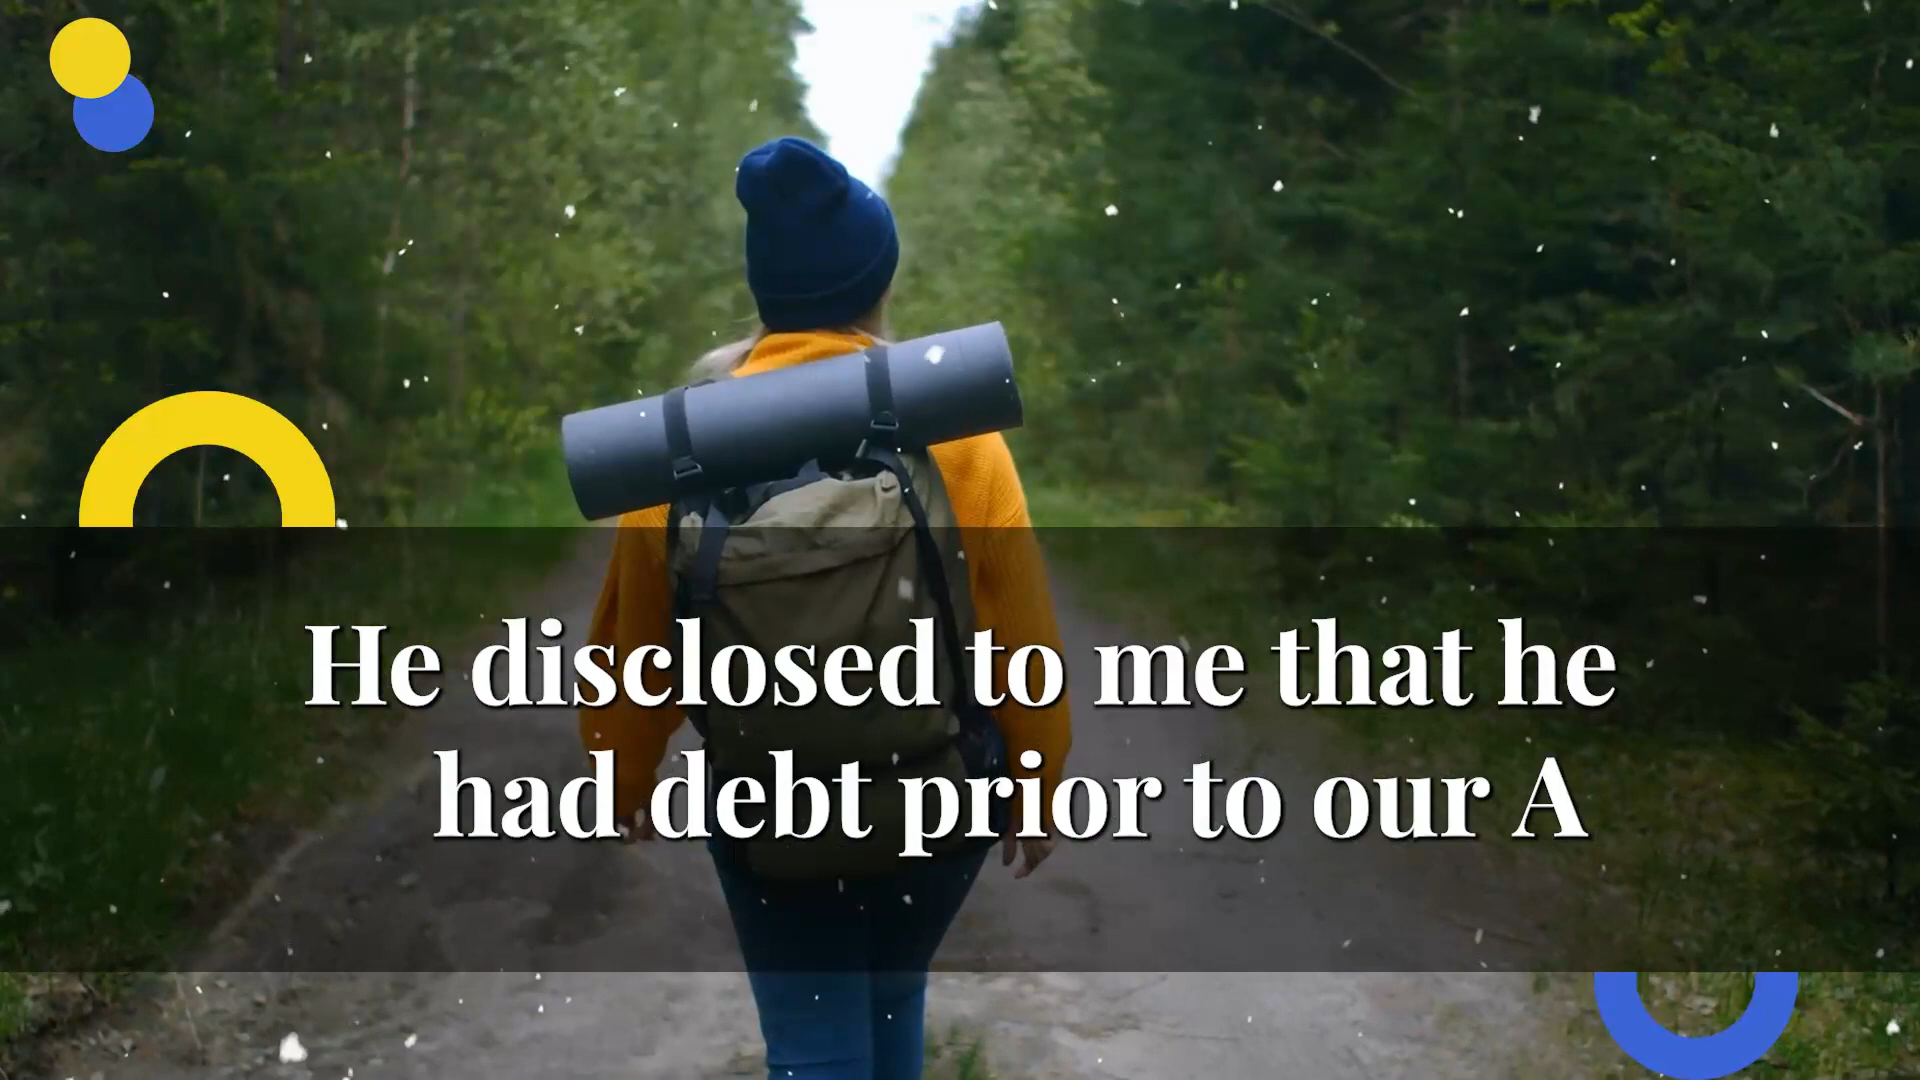 He disclosed to me that he
had debt prior to our A